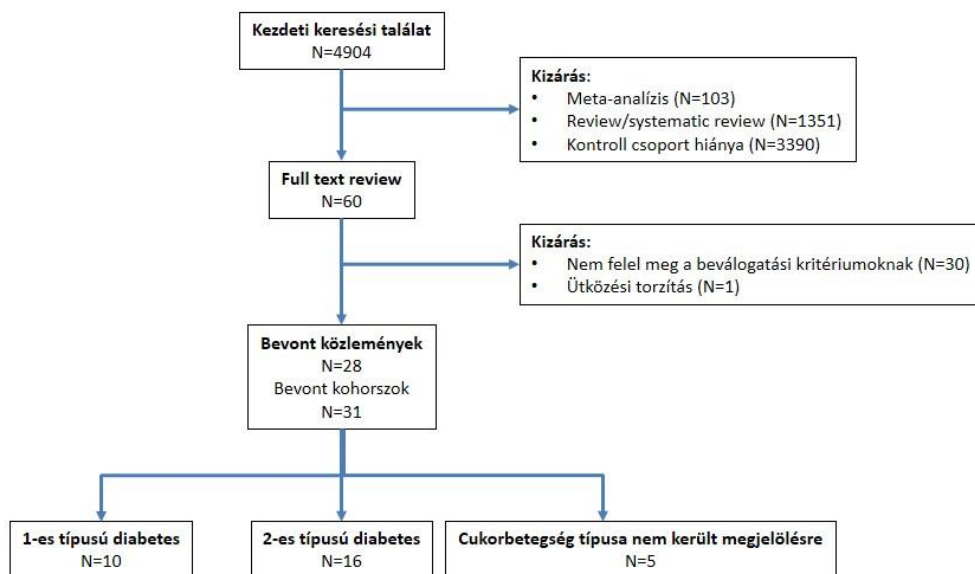 Kezdeti keresési találat
N=4904
Kizárás:
• Meta-analízis (N=103)
• Review/systematic review (N=1351)
• Kontroll csoport hiánya (N=3390)
Full text review
N=60
Kizárás:
• Nem felel meg a beválogatási kritériumoknak (N=30)
• Ütközési torzítás (N=1)
Bevont közlemények
N=28
Bevont kohorszok
N=31
1-es típusú diabetes
N=10
2-es típusú diabetes
N=16
Cukorbetegség típusa nem került megjelölésre
N=5